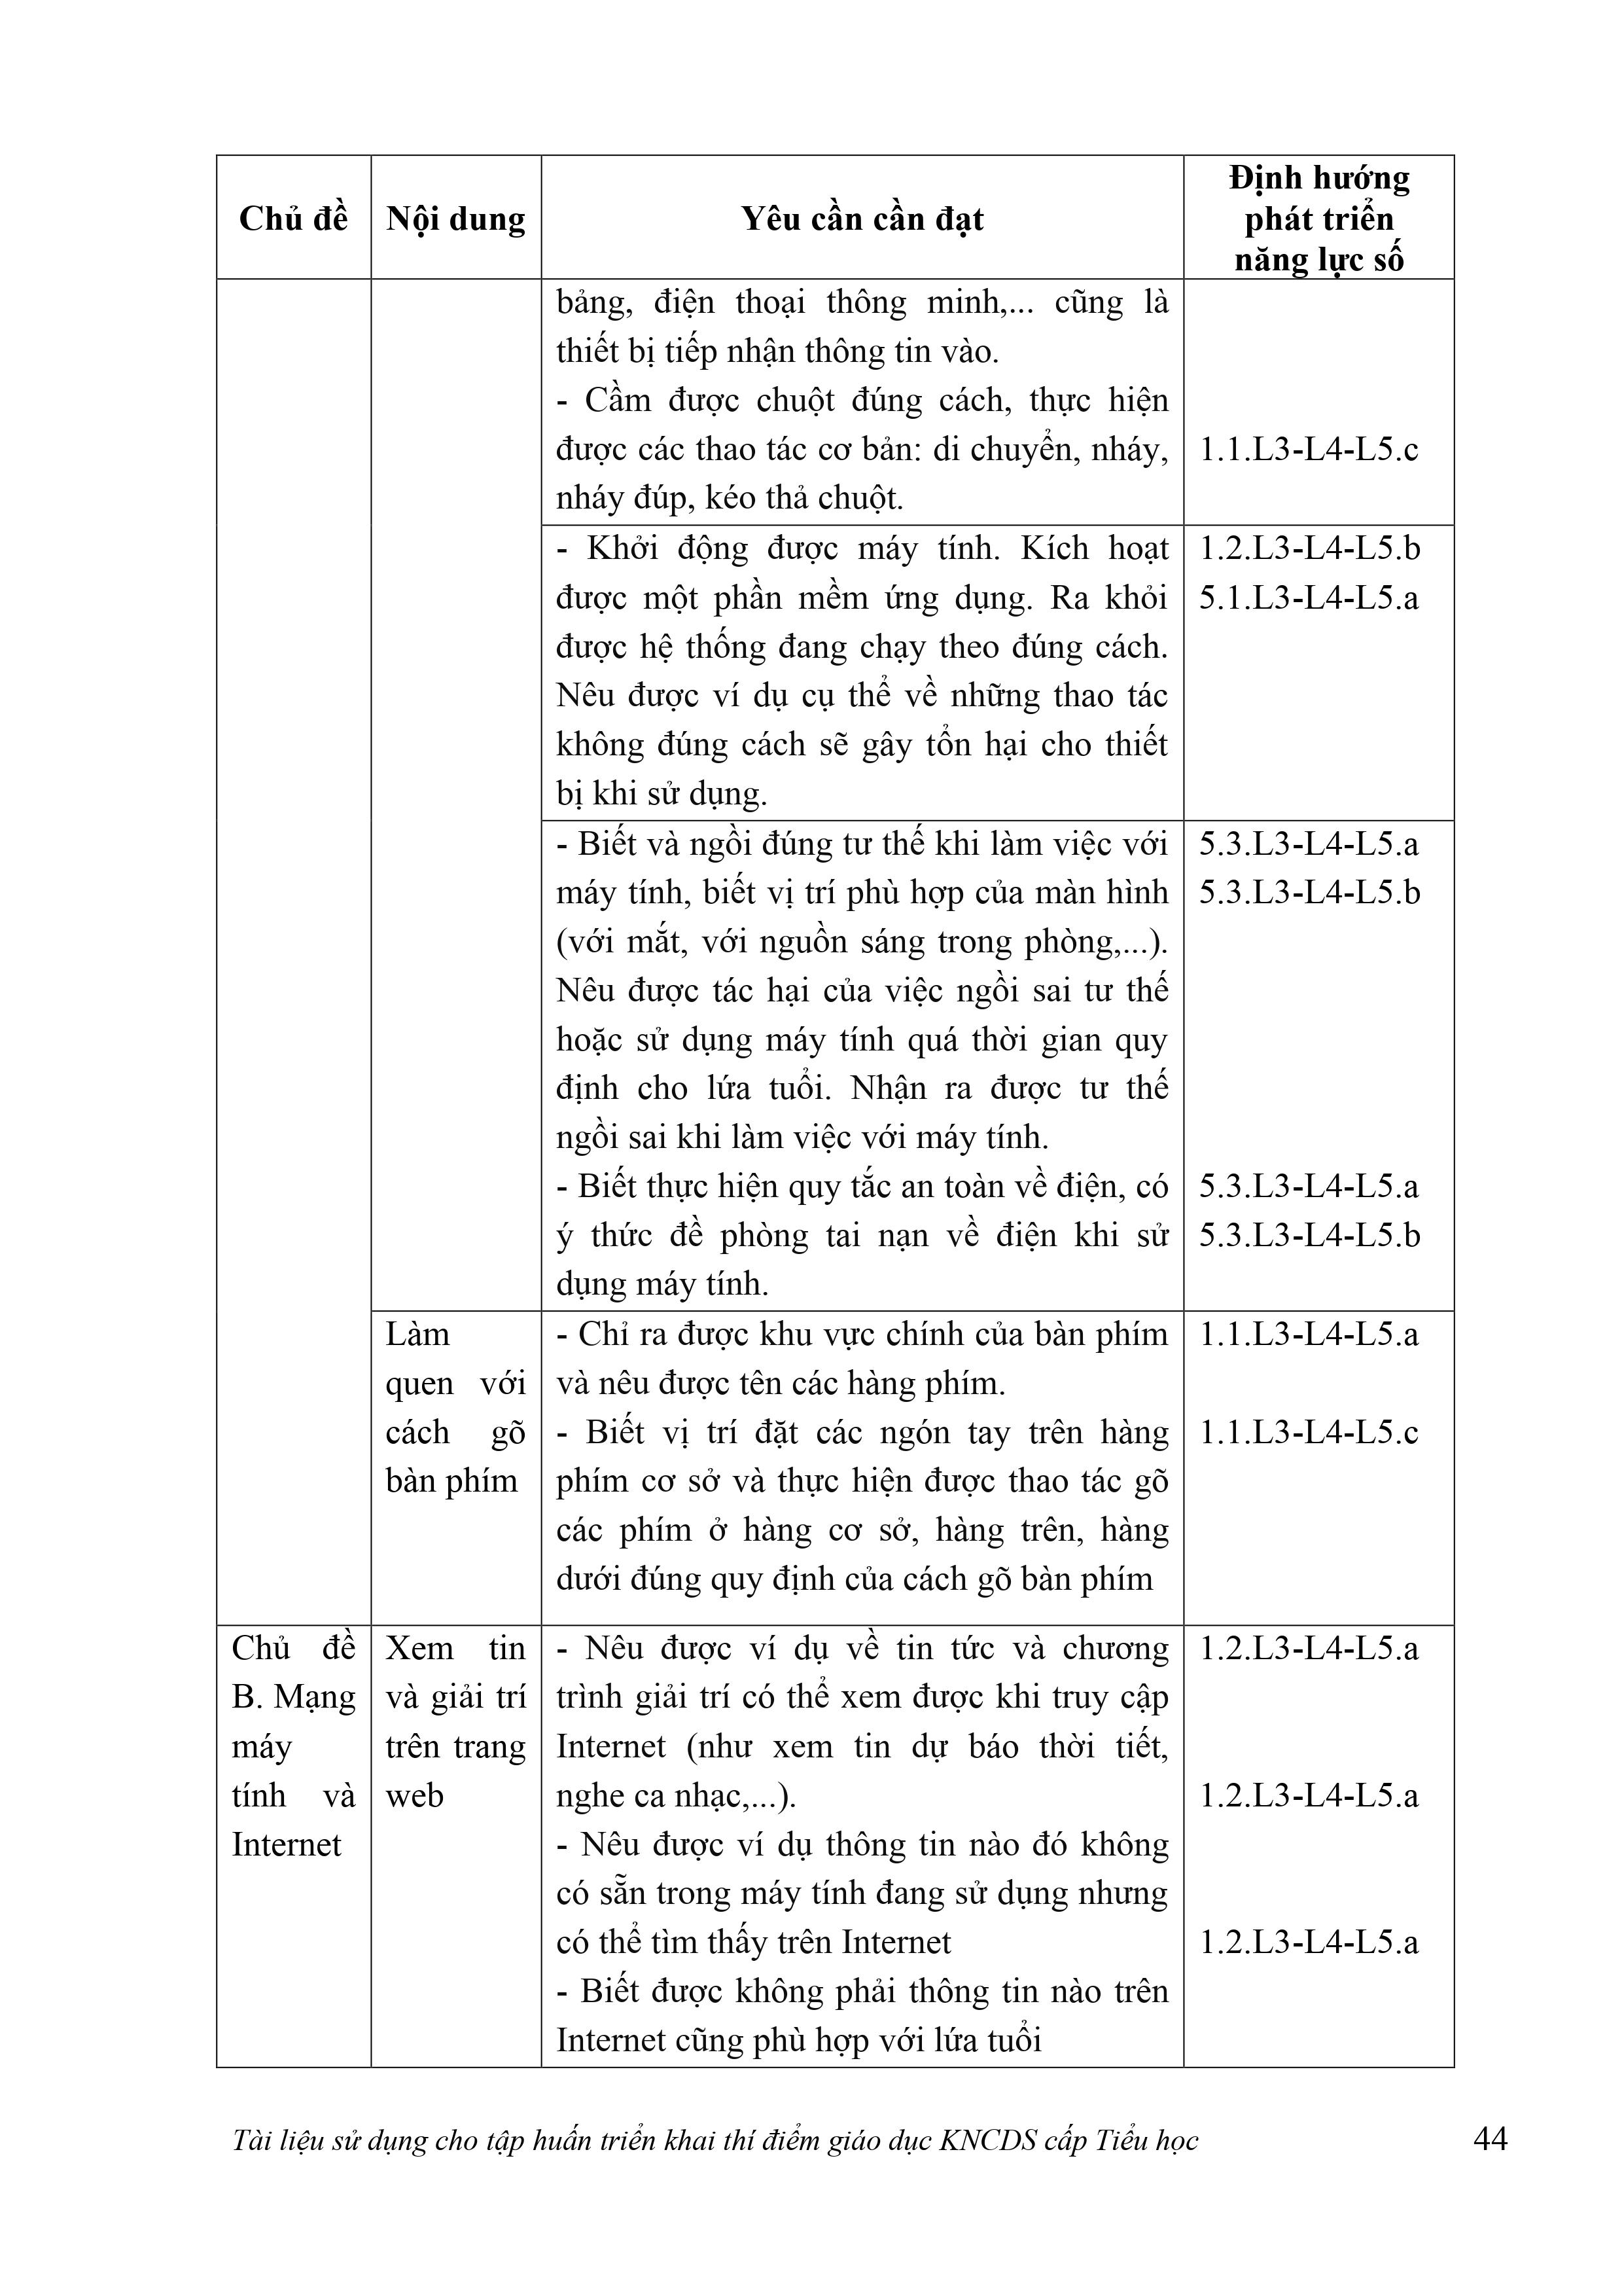 Chủ đề
Nội dung
Yêu cần cần đạt
Định hướng
phát triển
năng lực số
bảng, điện thoại thông minh,... cũng là
thiết bị tiếp nhận thông tin vào.
- Cầm được chuột đúng cách, thực hiện
được các thao tác cơ bản: di chuyển, nháy,
nháy đúp, kéo thả chuột.
1.1.L3-L4-L5.c
- Khởi động được máy tính. Kích hoạt
được một phần mềm ứng dụng. Ra khỏi
được hệ thống đang chạy theo đúng cách.
Nêu được ví dụ cụ thể về những thao tác
không đúng cách sẽ gây tổn hại cho thiết
bị khi sử dụng.
1.2.L3-L4-L5.b
5.1.L3-L4-L5.a
- Biết và ngồi đúng tư thế khi làm việc với
máy tính, biết vị trí phù hợp của màn hình
(với mắt, với nguồn sáng trong phòng,...).
Nêu được tác hại của việc ngồi sai tư thế
hoặc sử dụng máy tính quá thời gian quy
định cho lứa tuổi. Nhận ra được tư thế
ngồi sai khi làm việc với máy tính.
- Biết thực hiện quy tắc an toàn về điện, có
ý thức đề phòng tai nạn về điện khi sử
dụng máy tính.
5.3.L3-L4-L5.a
5.3.L3-L4-L5.b
5.3.L3-L4-L5.a
5.3.L3-L4-L5.b
Làm
quen với
cách gõ
bàn phím
- Chỉ ra được khu vực chính của bàn phím
và nêu được tên các hàng phím.
- Biết vị trí đặt các ngón tay trên hàng
phím cơ sở và thực hiện được thao tác gõ
các phím ở hàng cơ sở, hàng trên, hàng
dưới đúng quy định của cách gõ bàn phím
1.1.L3-L4-L5.a
1.1.L3-L4-L5.c
Chủ đề
B. Mạng
máy
tính và
Internet
Xem tin
và giải trí
trên trang
web
- Nêu được ví dụ về tin tức và chương
trình giải trí có thể xem được khi truy cập
Internet (như xem tin dự báo thời tiết,
nghe ca nhạc,...).
- Nêu được ví dụ thông tin nào đó không
có sẵn trong máy tính đang sử dụng nhưng
có thể tìm thấy trên Internet
- Biết được không phải thông tin nào trên
Internet cũng phù hợp với lứa tuổi
1.2.L3-L4-L5.a
1.2.L3-L4-L5.a
1.2.L3-L4-L5.a
Tài liệu sử dụng cho tập huấn triển khai thí điểm giáo dục KNCDS cấp Tiểu học
44